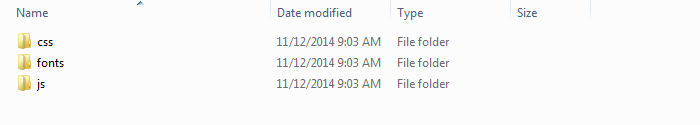 Name Date modified Type Size
css 11/12/2014 9:03 AM File folder
fonts 11/12/2014 9:03 AM File folder
js 11/12/2014 9:03 AM File folder